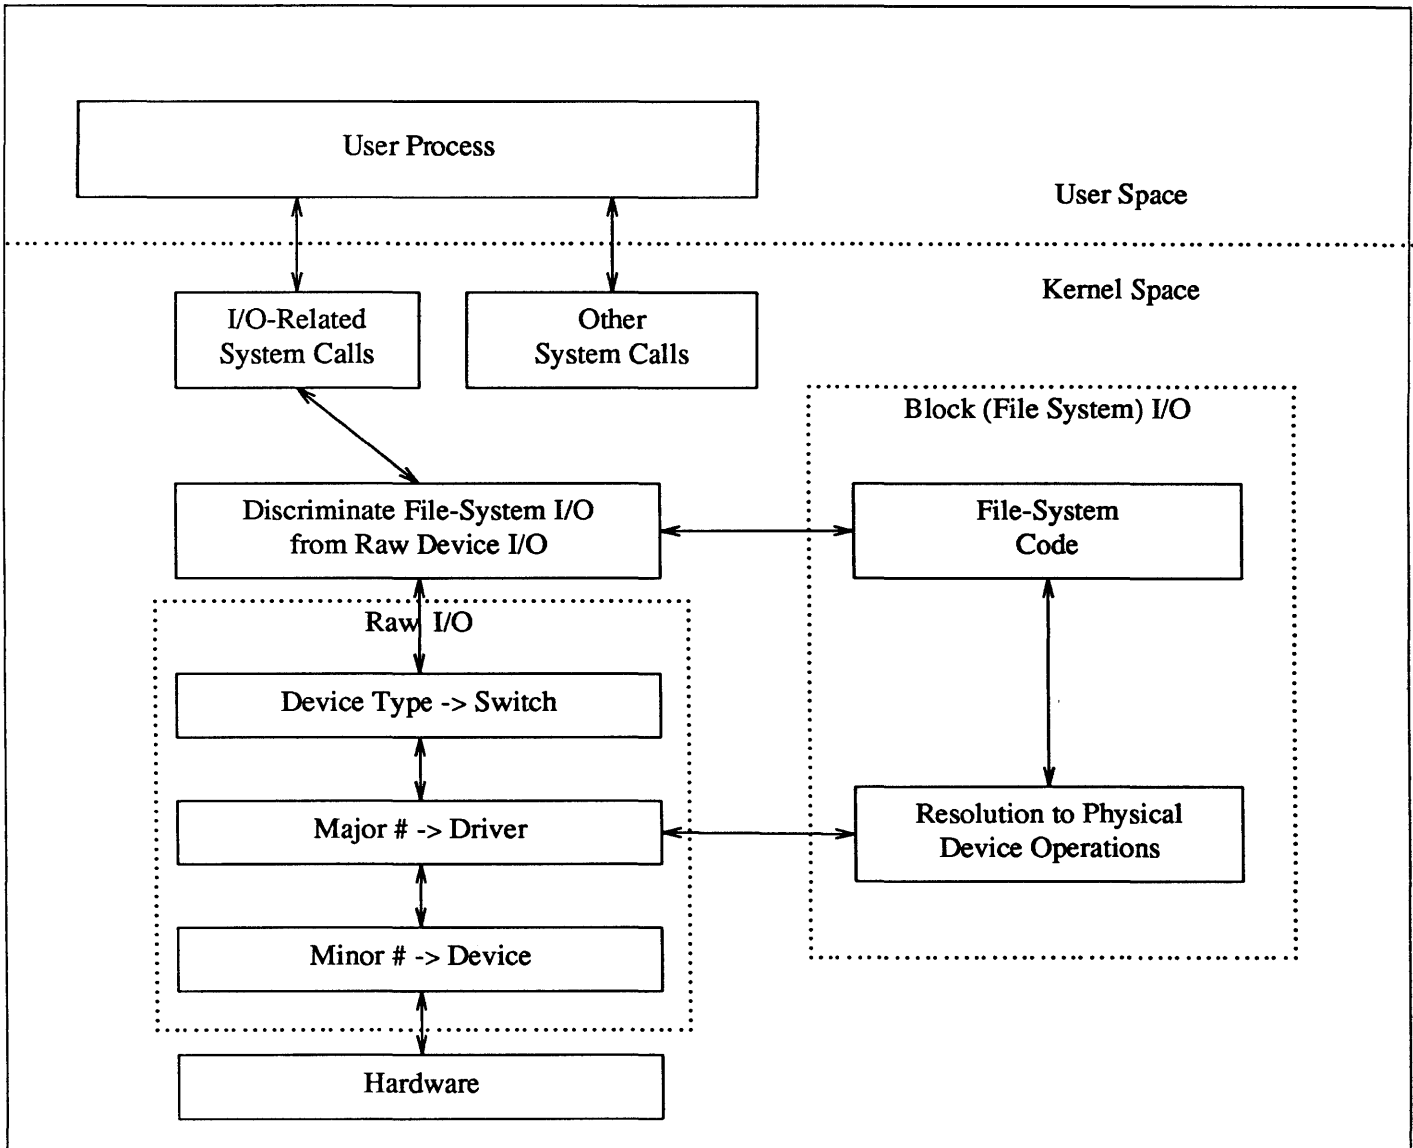 User Process
User Space
Kernel Space
I/O-Related
System Calls
Other
System Calls
Block (File System) I/O
Discriminate File-System I/O
from Raw Device I/O
File-System
Code
Raw I/O
Device Type -> Switch
Major # -> Driver
Resolution to Physical
Device Operations
Minor # -> Device
Hardware